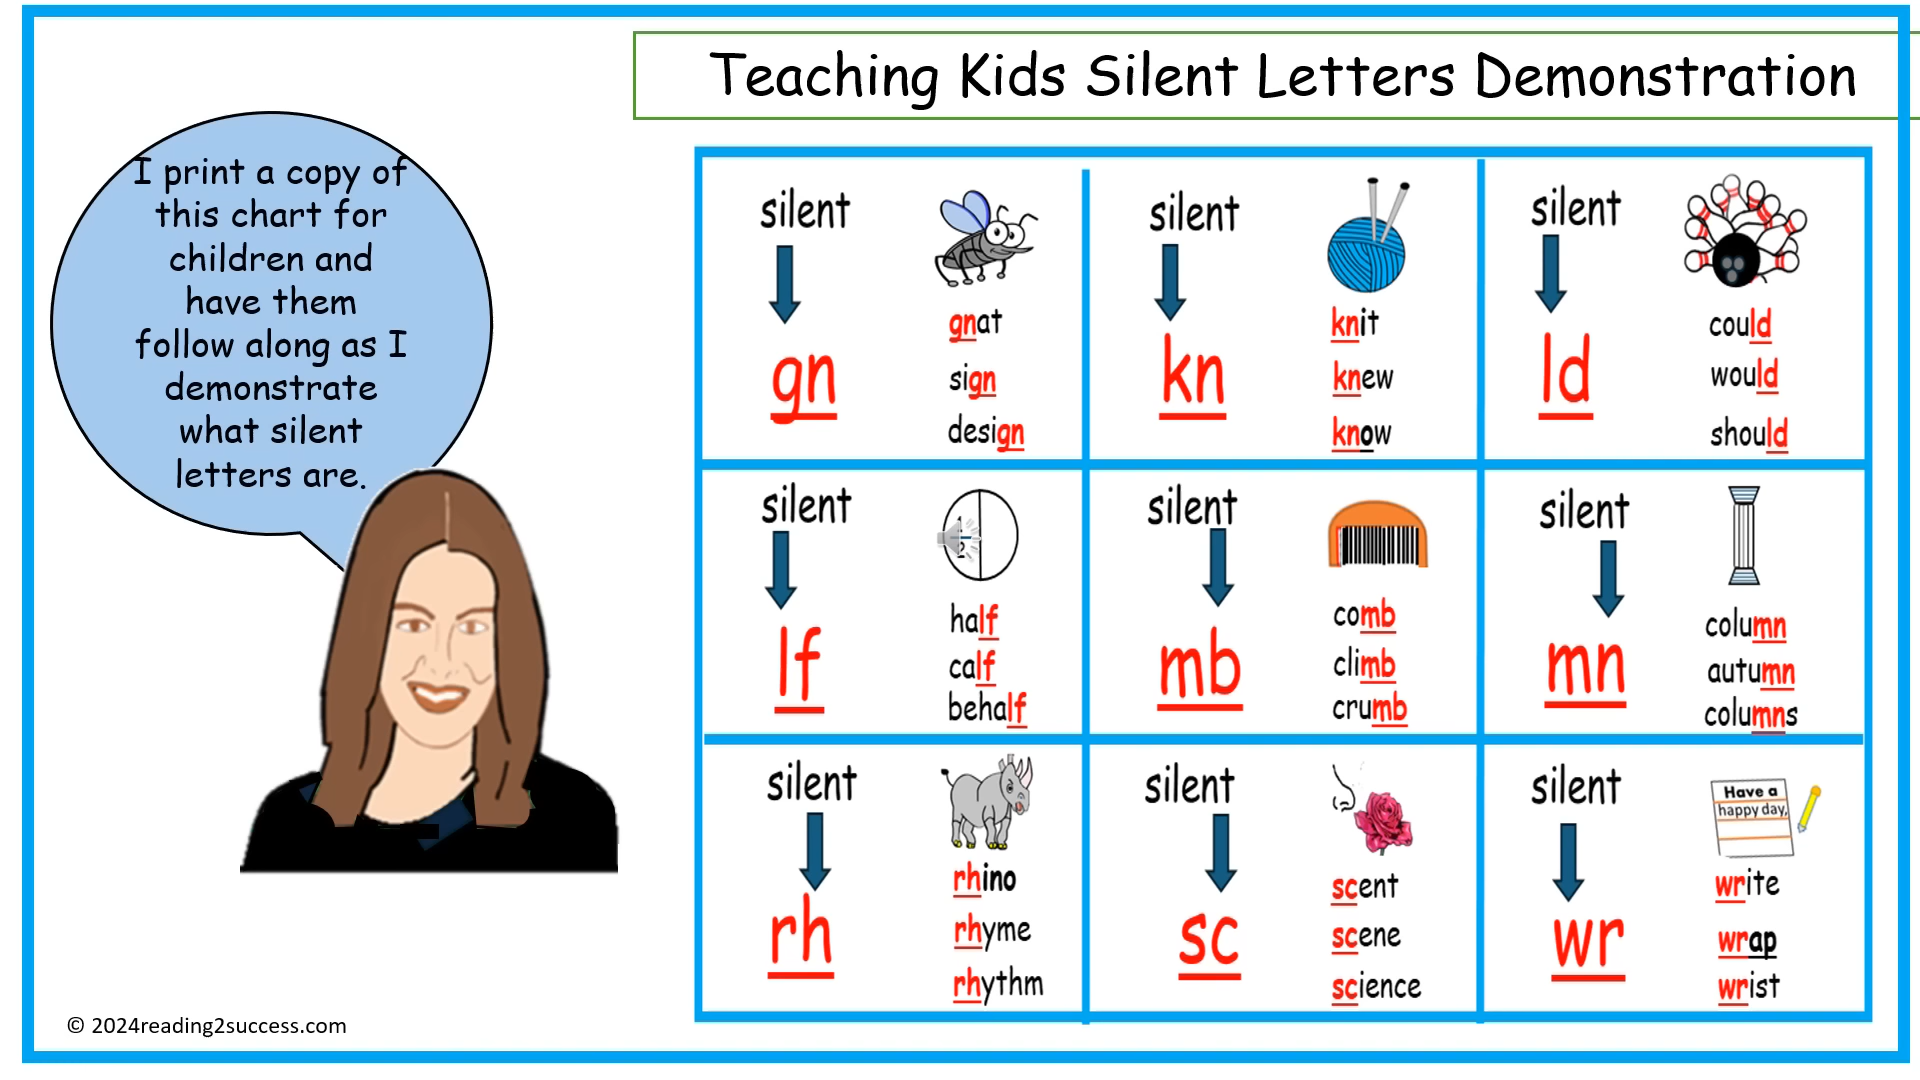 Teaching Kids Silent Letters Demonstration
I print a copy of
this chart for
children and
have them
follow along as I
demonstrate
what silent
letters are.
silent
gn
gnat
sign
design
silent
kn
knit
knew
know
silent
ld
could
would
should
silent
lf
half
calf
behalf
silent
mb
comb
climb
crumb
silent
mn
column
autumn
columns
silent
rh
rhino
rhyme
rhythm
silent
sc
scent
scene
science
silent
wr
Have a
happy day,
write
wrap
wrist
© 2024reading2success.com